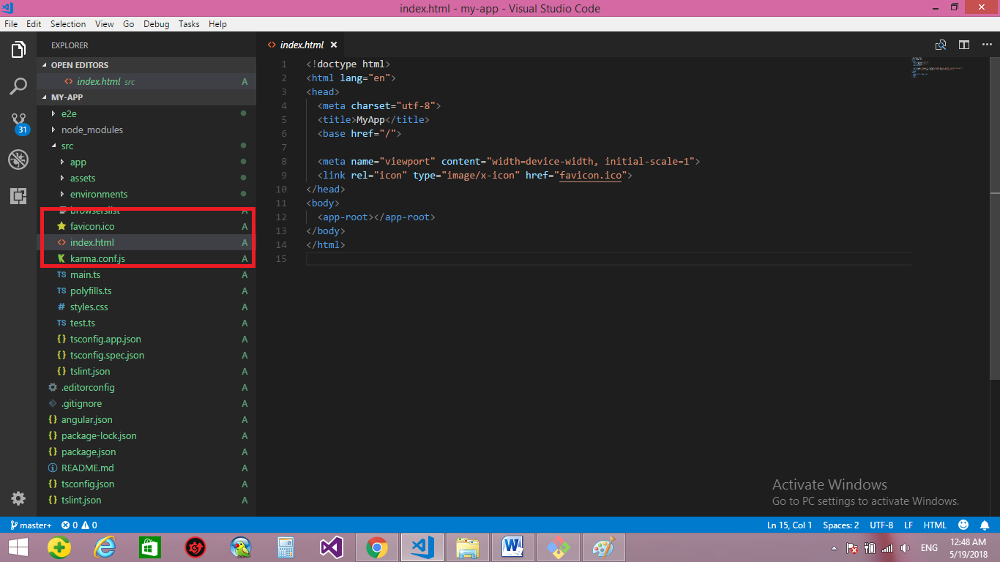 index.html - my-app - Visual Studio Code
File Edit Selection View Go Debug Tasks Help
EXPLORER
OPEN EDITORS
index.html src A
MY-APP
e2e
node_modules
src
app
assets
environments
browserslist A
favicon.ico A
index.html A
karma.conf.js A
TS main.ts A
TS polyfills.ts A
# styles.css A
TS test.ts A
{} tsconfig.app.json A
{} tsconfig.spec.json A
{} tslint.json A
.editorconfig A
.gitignore A
{} angular.json A
{} package-lock.json A
{} package.json A
README.md A
{} tsconfig.json A
{} tslint.json A
31
<> index.html ×
1 <!doctype html>
2 <html lang="en">
3 <head>
4 <meta charset="utf-8">
5 <title>MyApp</title>
6 <base href="/">
7
8 <meta name="viewport" content="width=device-width, initial-scale=1">
9 <link rel="icon" type="image/x-icon" href="favicon.ico">
10 </head>
11 <body>
12 <app-root></app-root>
13 </body>
14 </html>
15
Activate Windows
Go to PC settings to activate Windows.
master+ 0 0 Ln 15, Col 1 Spaces: 2 UTF-8 LF HTML
ENG 12:48 AM
5/19/2018